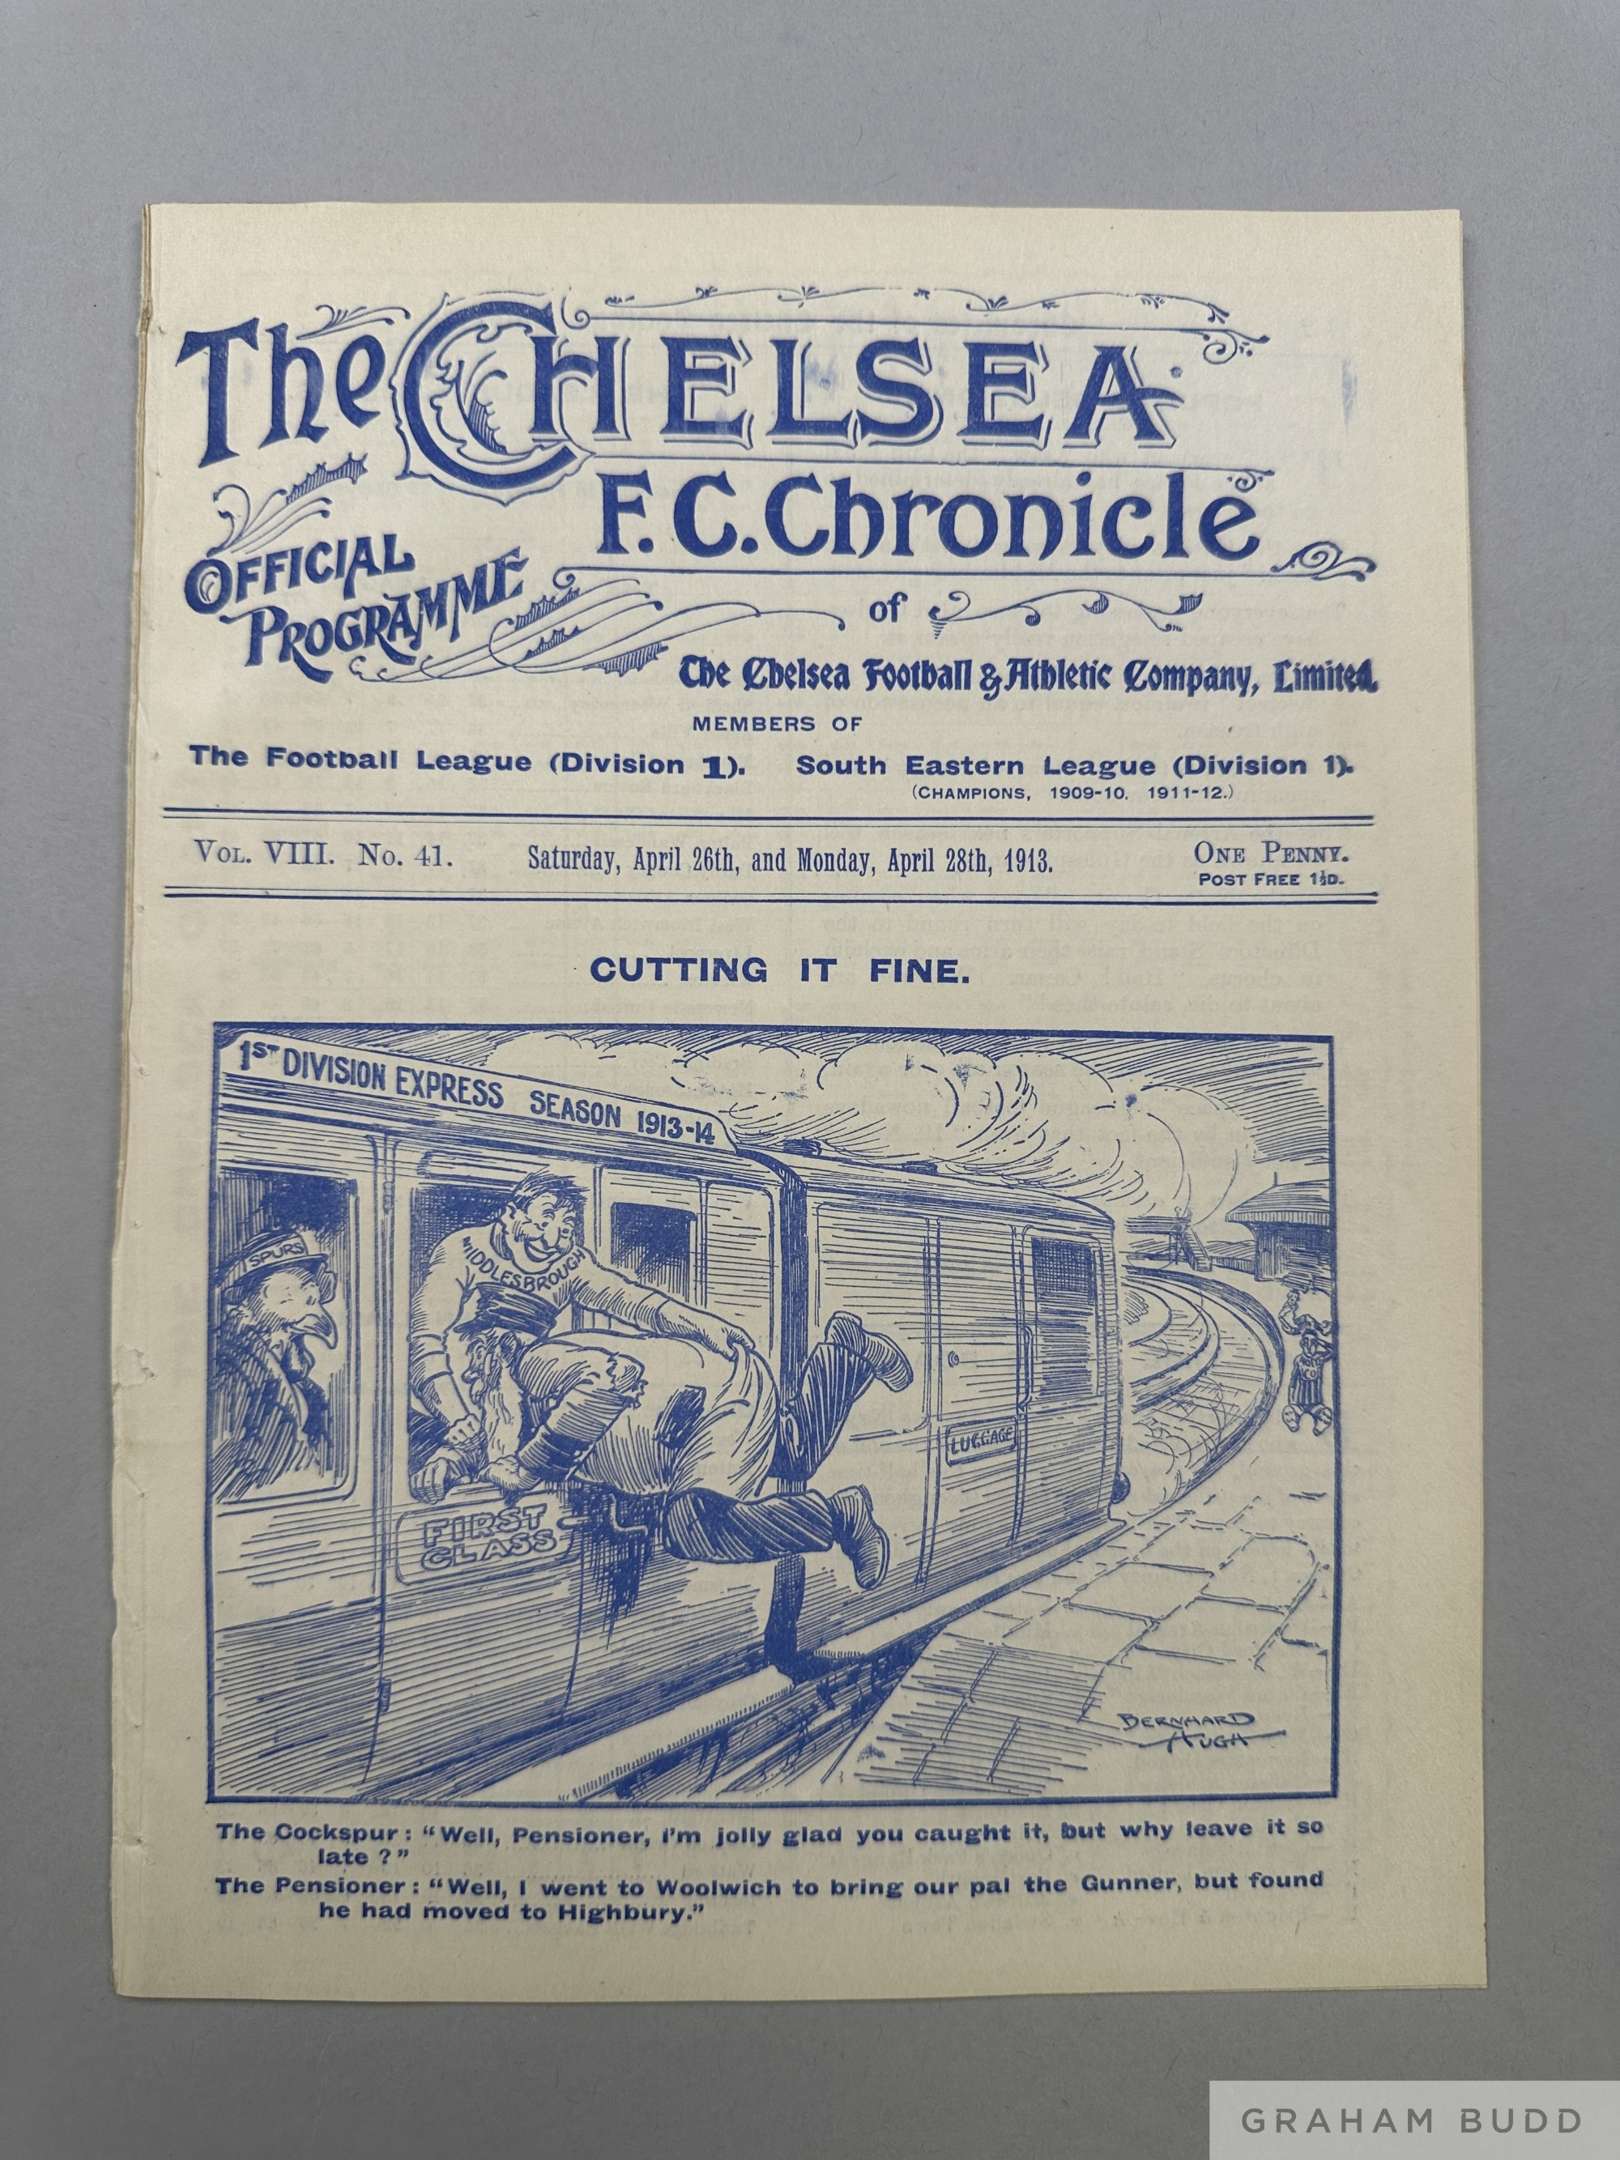 The CHELSEA
F.C. Chronicle
OFFICIAL
PROGRAMME
of
The Chelsea Football & Athletic Company, Limited.
MEMBERS OF
The Football League (Division 1). South Eastern League (Division 1).
(CHAMPIONS, 1909-10, 1911-12.)
VOL. VIII. No. 41. Saturday, April 26th, and Monday, April 28th, 1913. ONE PENNY.
POST FREE 1½D.
CUTTING IT FINE.
1ST DIVISION EXPRESS SEASON 1913-14
SPURS
MIDDLESBROUGH
LUGGAGE
FIRST
CLASS
BERNHARD
HUGH
The Cockspur: "Well, Pensioner, I'm jolly glad you caught it, but why leave it so
late?"
The Pensioner: "Well, I went to Woolwich to bring our pal the Gunner, but found
he had moved to Highbury."
GRAHAM BUDD